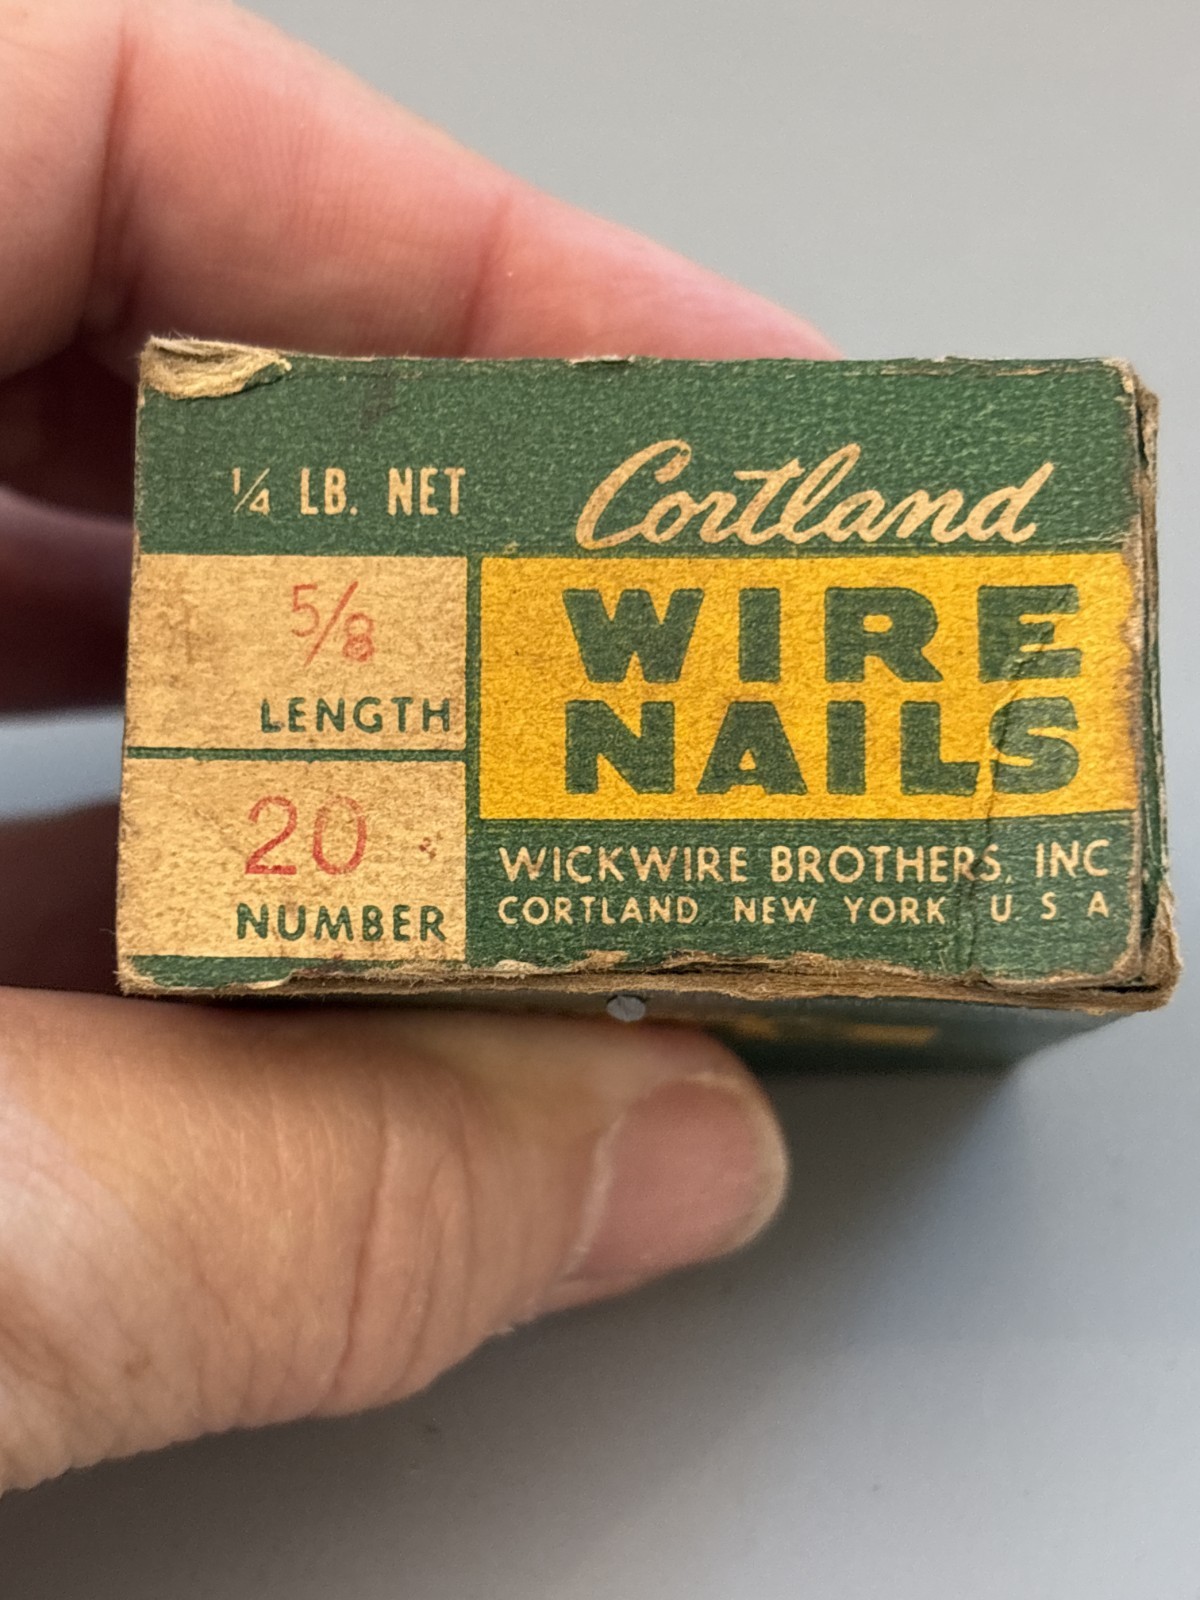 1/4 LB. NET
Cortland
5/8
LENGTH
20
NUMBER
WIRE
NAILS
WICKWIRE BROTHERS, INC
CORTLAND, NEW YORK U S A